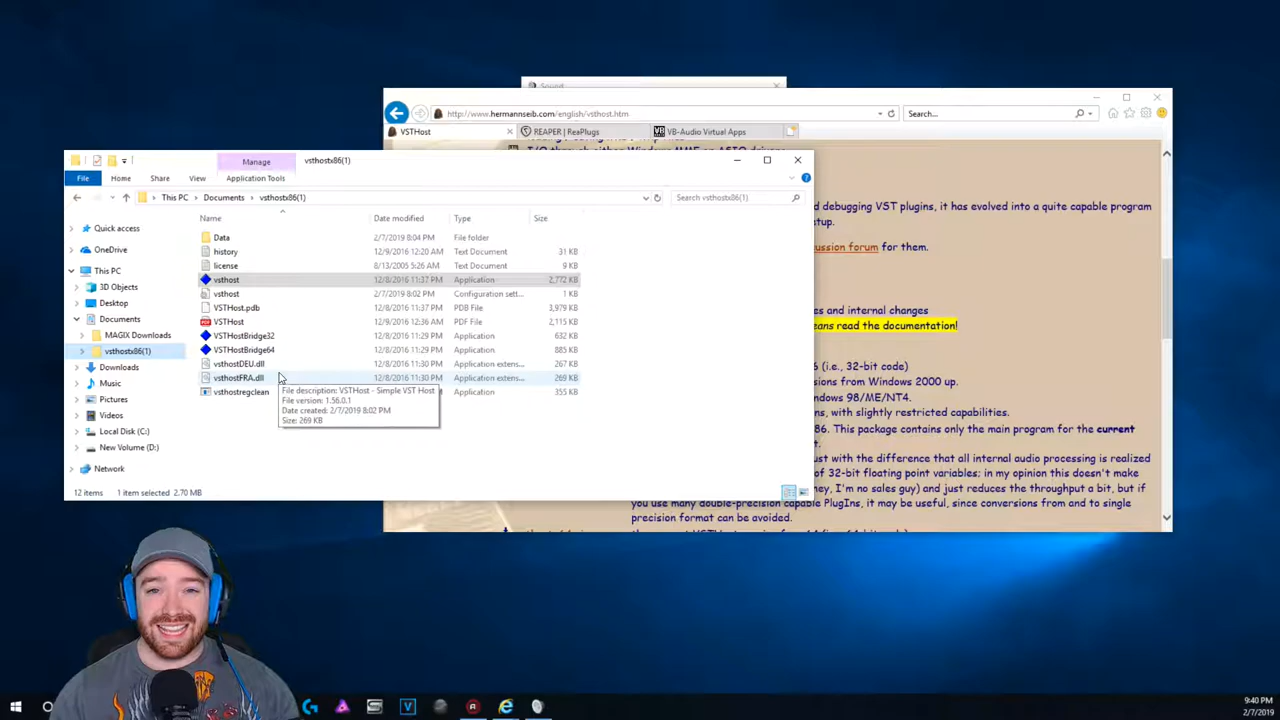 Sound
http://www.hermannseib.com/english/vsthost.htm
Search...
VSTHost
REAPER | ReaPlugs
VB-Audio Virtual Apps
I/O through either Windows MME or ASIO drivers
Manage
vsthostx86(1)
File
Home
Share
View
Application Tools
This PC
Documents
vsthostx86(1)
Search vsthostx86(1)
Name
Date modified
Type
Size
Quick access
OneDrive
This PC
3D Objects
Desktop
Documents
MAGIX Downloads
vsthostx86(1)
Downloads
Music
Pictures
Videos
Local Disk (C:)
New Volume (D:)
Network
Data 2/7/2019 8:04 PM File folder
history 12/9/2016 12:20 AM Text Document 31 KB
license 8/13/2005 5:26 AM Text Document 9 KB
vsthost 12/8/2016 11:37 PM Application 2,772 KB
vsthost 2/7/2019 8:02 PM Configuration sett... 1 KB
VSTHost.pdb 12/8/2016 11:37 PM PDB File 3,979 KB
VSTHost 12/9/2016 12:36 AM PDF File 2,115 KB
VSTHostBridge32 12/8/2016 11:29 PM Application 632 KB
VSTHostBridge64 12/8/2016 11:29 PM Application 885 KB
vsthostDEU.dll 12/8/2016 11:30 PM Application extens... 267 KB
vsthostFRA.dll 12/8/2016 11:30 PM Application extens... 269 KB
vsthostregclean Application 355 KB
File description: VSTHost - Simple VST Host
File version: 1.56.0.1
Date created: 2/7/2019 8:02 PM
Size: 269 KB
12 items 1 item selected 2.70 MB
d debugging VST plugins, it has evolved into a quite capable program
tup.
cussion forum for them.
es and internal changes
eans read the documentation!
6 (i.e., 32-bit code)
sions from Windows 2000 up.
indows 98/ME/NT4.
ns, with slightly restricted capabilities.
86. This package contains only the main program for the current
t.
ust with the difference that all internal audio processing is realized
of 32-bit floating point variables; in my opinion this doesn't make
ney, I'm no sales guy) and just reduces the throughput a bit, but if
you use many double-precision capable PlugIns, it may be useful, since conversions from and to single
precision format can be avoided.
9:40 PM
2/7/2019